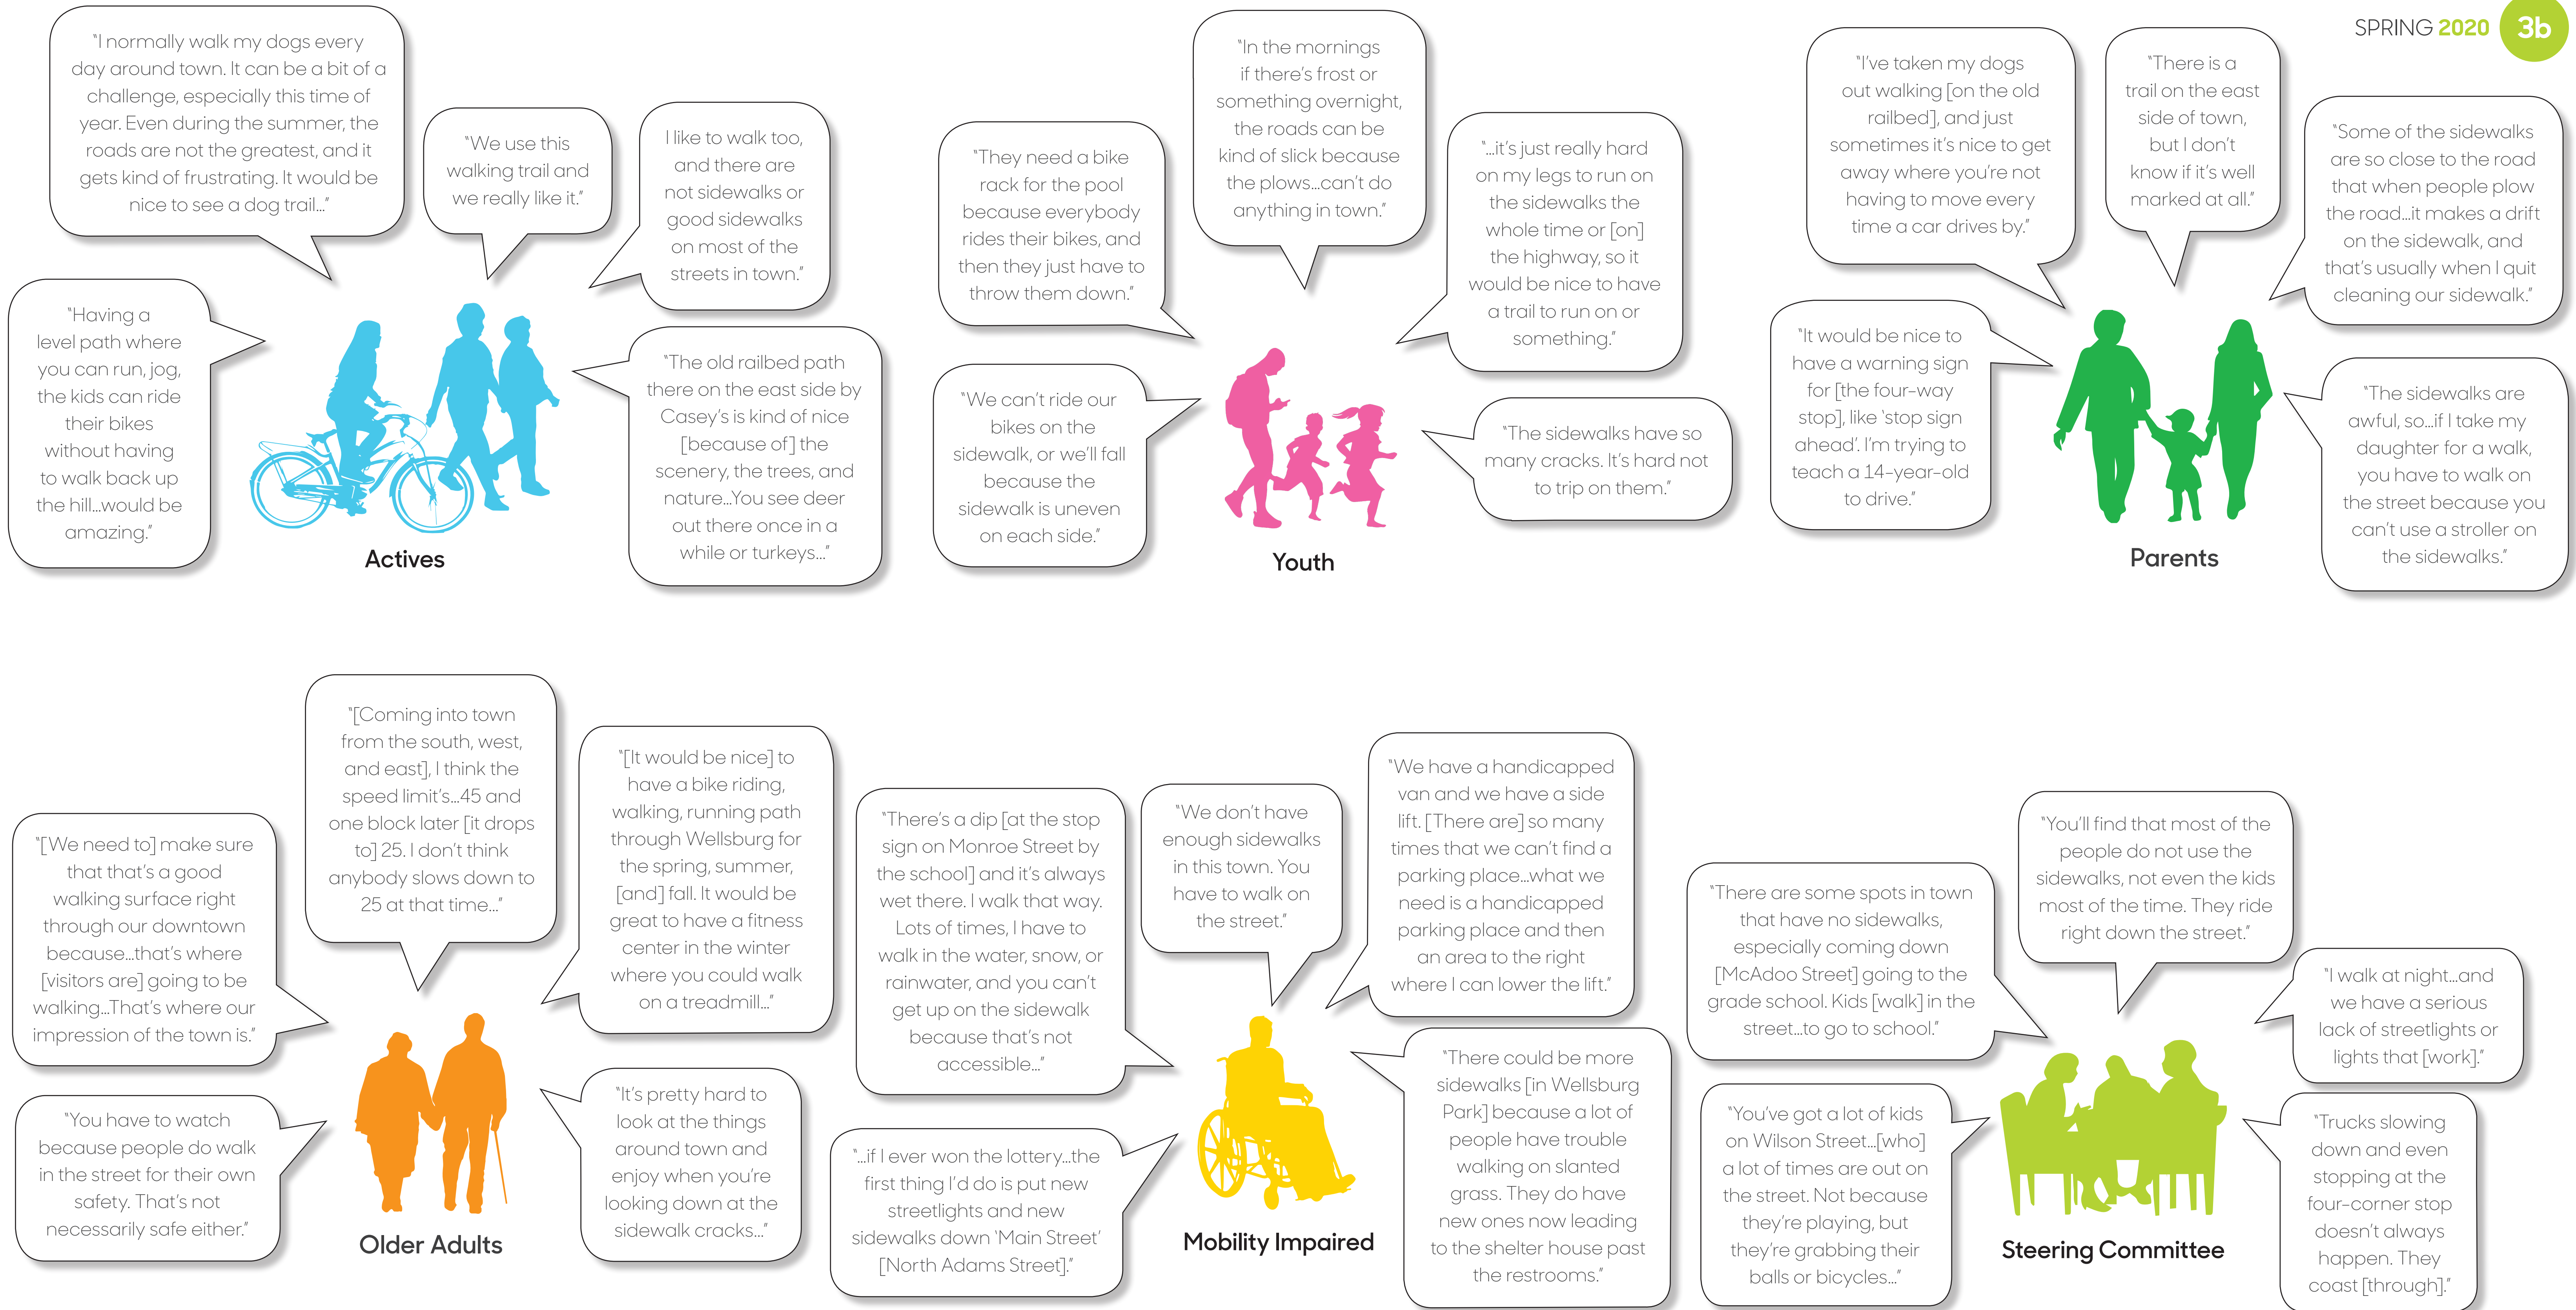 SPRING 2020 3b
"I normally walk my dogs every
day around town. It can be a bit of a
challenge, especially this time of
year. Even during the summer, the
roads are not the greatest, and it
gets kind of frustrating. It would be
nice to see a dog trail..."
"We use this
walking trail and
we really like it."
I like to walk too,
and there are
not sidewalks or
good sidewalks
on most of the
streets in town."
"Having a
level path where
you can run, jog,
the kids can ride
their bikes
without having
to walk back up
the hill...would be
amazing."
"The old railbed path
there on the east side by
Casey's is kind of nice
[because of] the
scenery, the trees, and
nature...You see deer
out there once in a
while or turkeys..."
Actives
"They need a bike
rack for the pool
because everybody
rides their bikes, and
then they just have to
throw them down."
"In the mornings
if there's frost or
something overnight,
the roads can be
kind of slick because
the plows...can't do
anything in town."
"...it's just really hard
on my legs to run on
the sidewalks the
whole time or [on]
the highway, so it
would be nice to have
a trail to run on or
something."
"We can't ride our
bikes on the
sidewalk, or we'll fall
because the
sidewalk is uneven
on each side."
"The sidewalks have so
many cracks. It's hard not
to trip on them."
Youth
"I've taken my dogs
out walking [on the old
railbed], and just
sometimes it's nice to get
away where you're not
having to move every
time a car drives by."
"There is a
trail on the east
side of town,
but I don't
know if it's well
marked at all."
"Some of the sidewalks
are so close to the road
that when people plow
the road...it makes a drift
on the sidewalk, and
that's usually when I quit
cleaning our sidewalk."
"It would be nice to
have a warning sign
for [the four-way
stop], like 'stop sign
ahead'. I'm trying to
teach a 14-year-old
to drive."
"The sidewalks are
awful, so...if I take my
daughter for a walk,
you have to walk on
the street because you
can't use a stroller on
the sidewalks."
Parents
"[We need to] make sure
that that's a good
walking surface right
through our downtown
because...that's where
[visitors are] going to be
walking...That's where our
impression of the town is."
"[Coming into town
from the south, west,
and east], I think the
speed limit's...45 and
one block later [it drops
to] 25. I don't think
anybody slows down to
25 at that time..."
"[It would be nice] to
have a bike riding,
walking, running path
through Wellsburg for
the spring, summer,
[and] fall. It would be
great to have a fitness
center in the winter
where you could walk
on a treadmill..."
"You have to watch
because people do walk
in the street for their own
safety. That's not
necessarily safe either."
"It's pretty hard to
look at the things
around town and
enjoy when you're
looking down at the
sidewalk cracks..."
Older Adults
"There's a dip [at the stop
sign on Monroe Street by
the school] and it's always
wet there. I walk that way.
Lots of times, I have to
walk in the water, snow, or
rainwater, and you can't
get up on the sidewalk
because that's not
accessible..."
"We don't have
enough sidewalks
in this town. You
have to walk on
the street."
"We have a handicapped
van and we have a side
lift. [There are] so many
times that we can't find a
parking place...what we
need is a handicapped
parking place and then
an area to the right
where I can lower the lift."
"...if I ever won the lottery...the
first thing I'd do is put new
streetlights and new
sidewalks down 'Main Street'
[North Adams Street]."
"There could be more
sidewalks [in Wellsburg
Park] because a lot of
people have trouble
walking on slanted
grass. They do have
new ones now leading
to the shelter house past
the restrooms."
Mobility Impaired
"There are some spots in town
that have no sidewalks,
especially coming down
[McAdoo Street] going to the
grade school. Kids [walk] in the
street...to go to school."
"You'll find that most of the
people do not use the
sidewalks, not even the kids
most of the time. They ride
right down the street."
"I walk at night...and
we have a serious
lack of streetlights or
lights that [work]."
"You've got a lot of kids
on Wilson Street...[who]
a lot of times are out on
the street. Not because
they're playing, but
they're grabbing their
balls or bicycles..."
"Trucks slowing
down and even
stopping at the
four-corner stop
doesn't always
happen. They
coast [through]."
Steering Committee